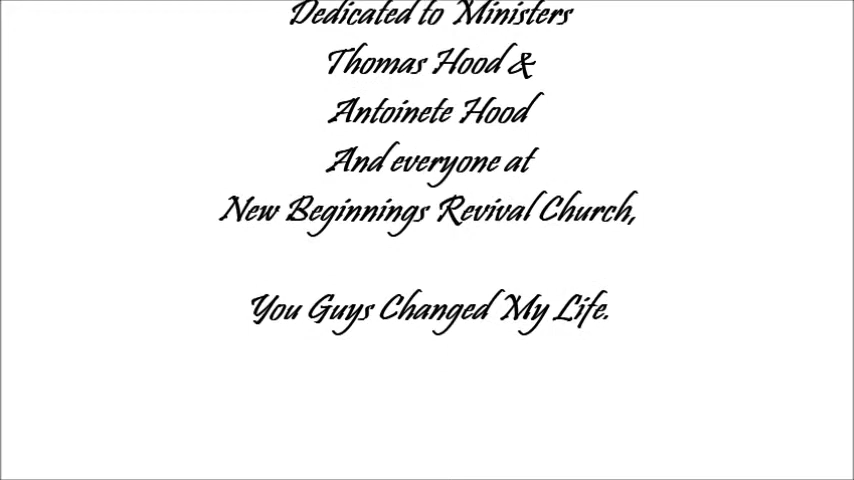 Dedicated to Ministers
Thomas Hood &
Antoinete Hood
And everyone at
New Beginnings Revival Church,
You Guys Changed My Life.